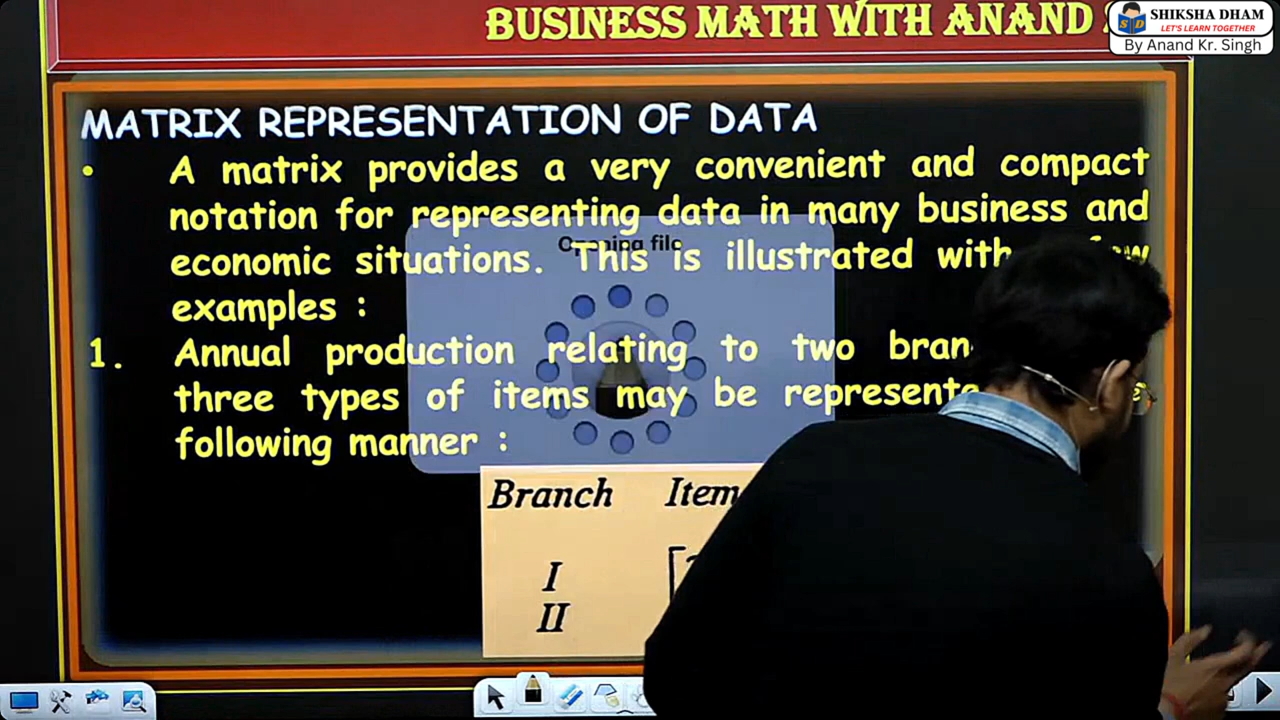 BUSINESS MATH WITH ANAND
SHIKSHA DHAM
LET'S LEARN TOGETHER
By Anand Kr. Singh
MATRIX REPRESENTATION OF DATA
• A matrix provides a very convenient and compact
notation for representing data in many business and
economic situations. This is illustrated with
examples :
Opening file
1. Annual production relating to two
three types of items may be
following manner :
Branch Item
I
II